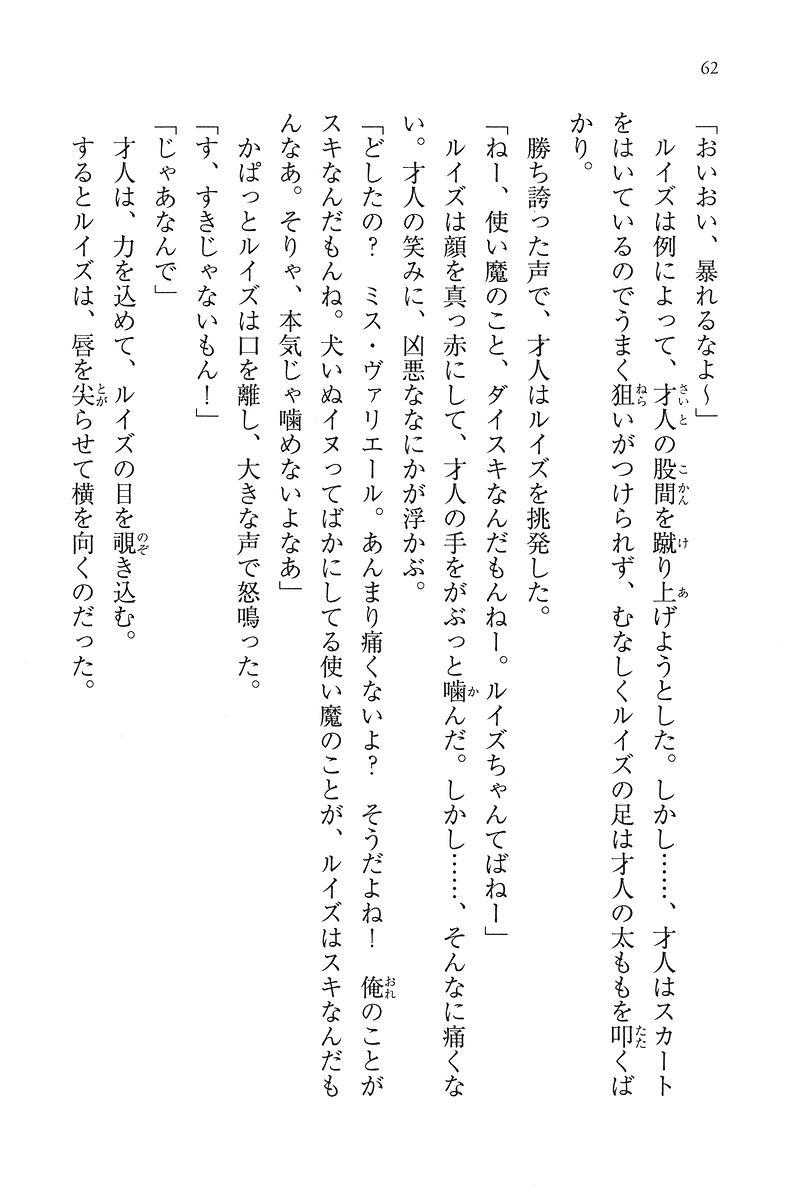 62
「おいおい、暴れるなよ～」
　ルイズは例によって、才人の股間を蹴り上げようとした。しかし……、才人はスカート
をはいているのでうまく狙いがつけられず、むなしくルイズの足は才人の太ももを叩くば
かり。
　勝ち誇った声で、才人はルイズを挑発した。
「ねー、使い魔のこと、ダイスキなんだもんねー。ルイズちゃんてばねー」
　ルイズは顔を真っ赤にして、才人の手をがぶっと噛んだ。しかし……、そんなに痛くな
い。才人の笑みに、凶悪ななにかが浮かぶ。
「どしたの？　ミス・ヴァリエール。あんまり痛くないよ？　そうだよね！　俺のことが
スキなんだもんね。犬いぬイヌってばかにしてる使い魔のことが、ルイズはスキなんだも
んなあ。そりゃ、本気じゃ噛めないよなあ」
　かぱっとルイズは口を離し、大きな声で怒鳴った。
「す、すきじゃないもん！」
「じゃあなんで」
　才人は、力を込めて、ルイズの目を覗き込む。
　するとルイズは、唇を尖らせて横を向くのだった。